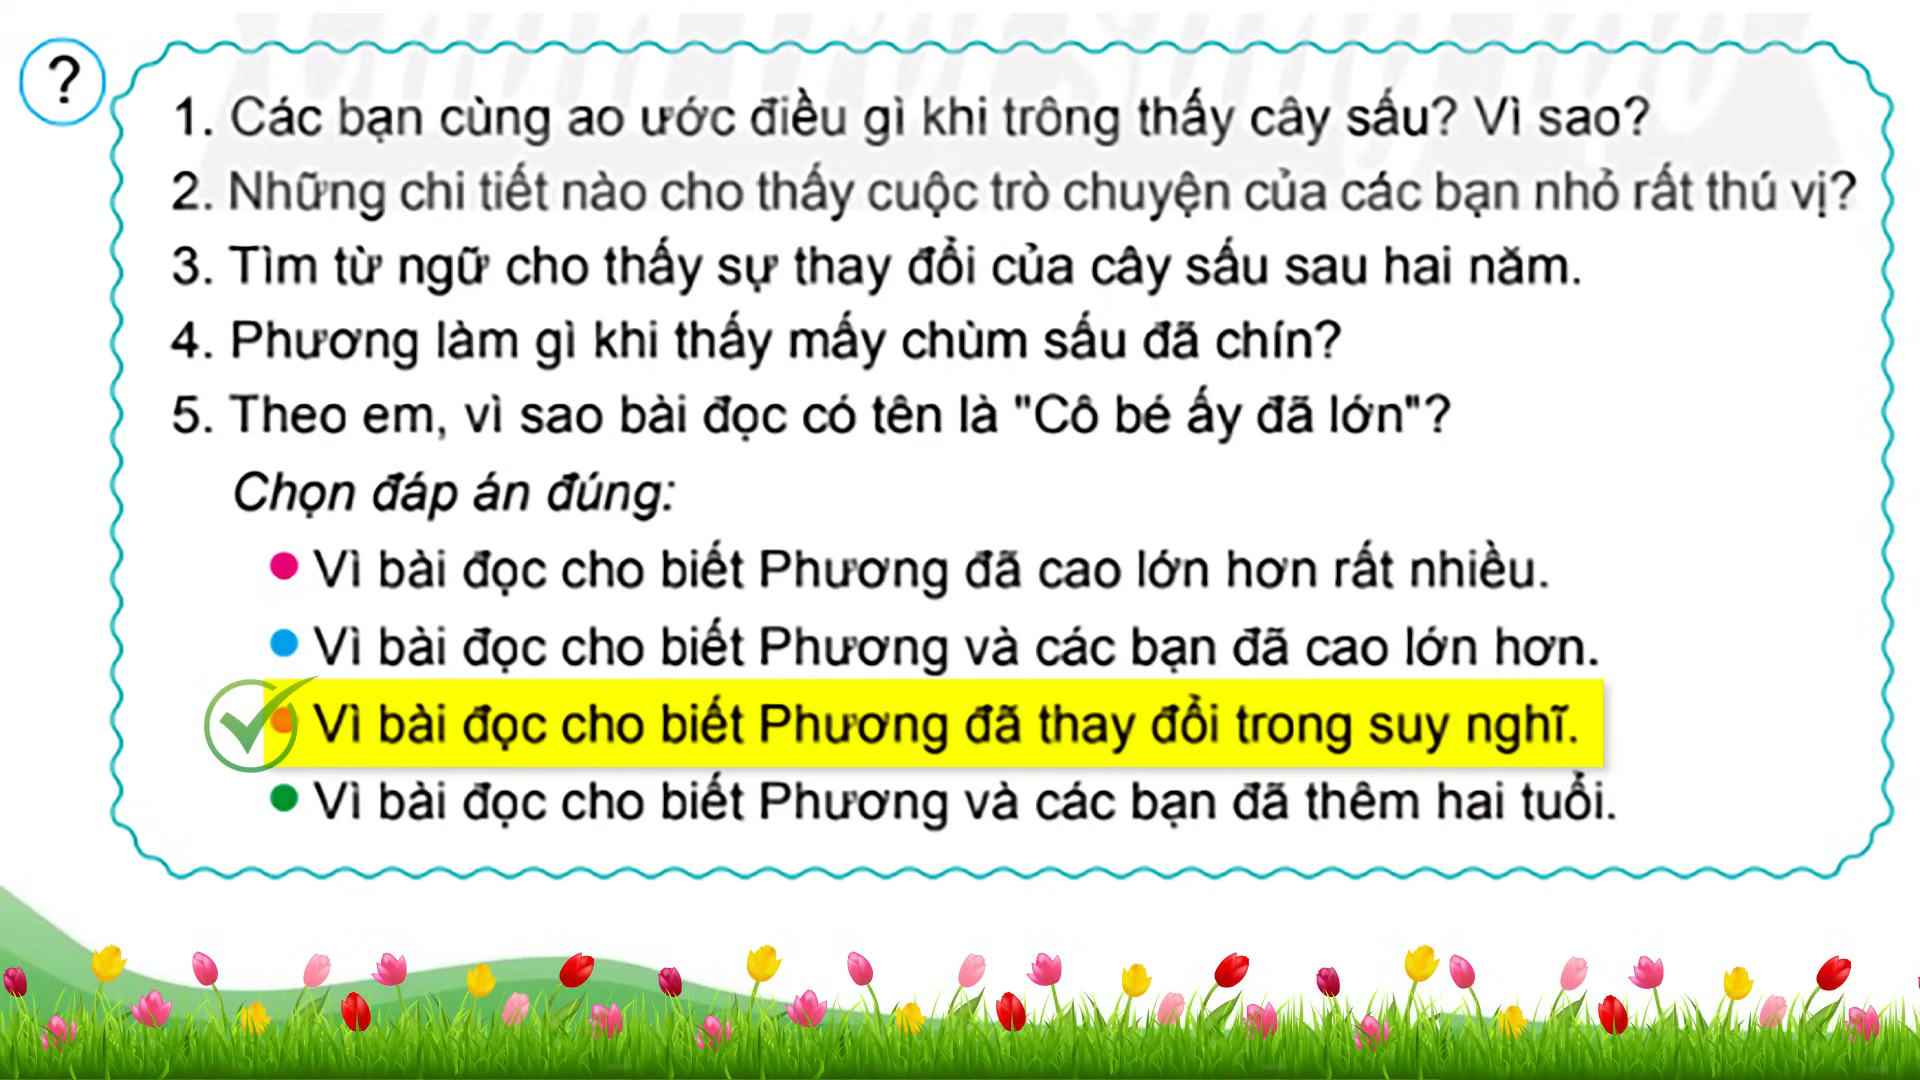 ?
1. Các bạn cùng ao ước điều gì khi trông thấy cây sấu? Vì sao?
2. Những chi tiết nào cho thấy cuộc trò chuyện của các bạn nhỏ rất thú vị?
3. Tìm từ ngữ cho thấy sự thay đổi của cây sấu sau hai năm.
4. Phương làm gì khi thấy mấy chùm sấu đã chín?
5. Theo em, vì sao bài đọc có tên là "Cô bé ấy đã lớn"?
Chọn đáp án đúng:
Vì bài đọc cho biết Phương đã cao lớn hơn rất nhiều.
Vì bài đọc cho biết Phương và các bạn đã cao lớn hơn.
Vì bài đọc cho biết Phương đã thay đổi trong suy nghĩ.
Vì bài đọc cho biết Phương và các bạn đã thêm hai tuổi.